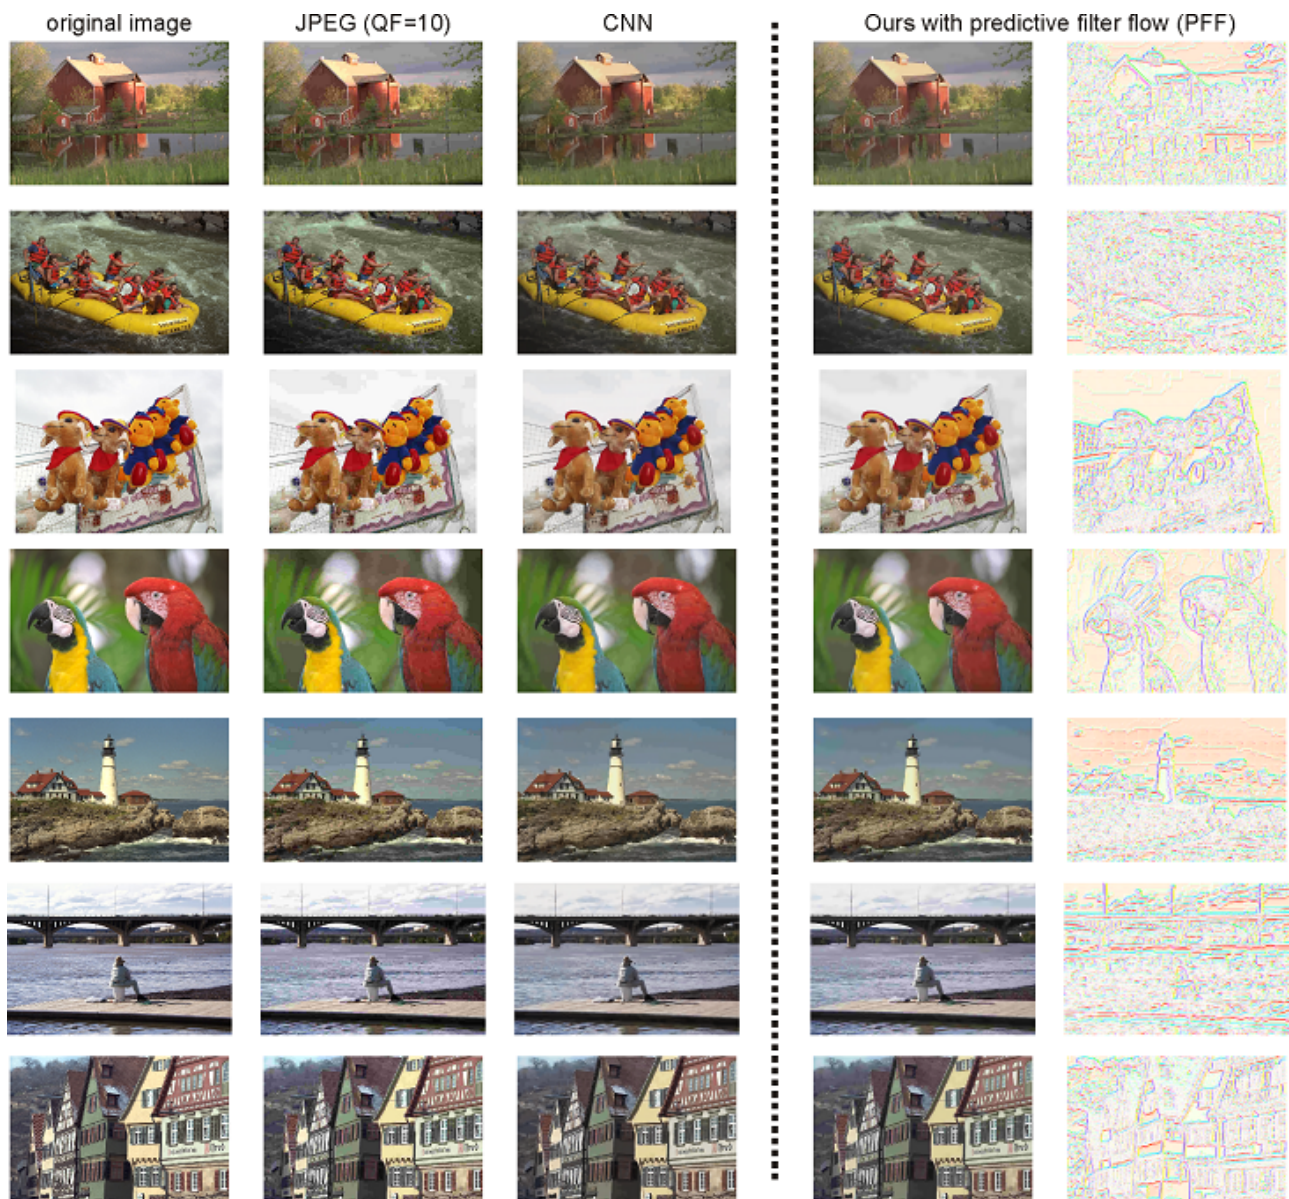 original image
JPEG (QF=10)
CNN
Ours with predictive filter flow (PFF)